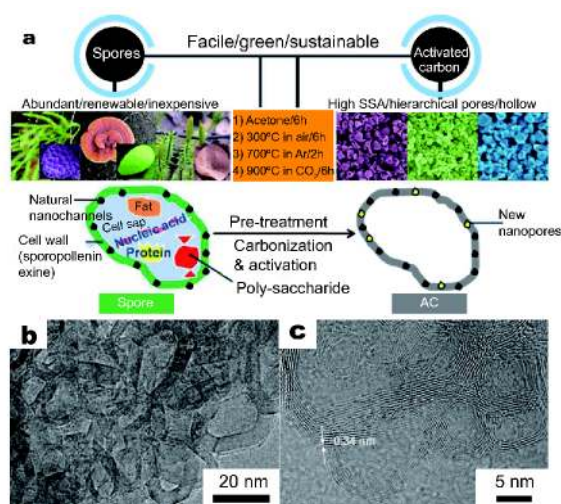 a
Spores
Facile/green/sustainable
Activated
carbon
Abundant/renewable/inexpensive
High SSA/hierarchical pores/hollow
1) Acetone/6h
2) 300ºC in air/6h
3) 700ºC in Ar/2h
4) 900ºC in CO₂/6h
Natural
nanochannels
Cell wall
(sporopollenin
exine)
Fat
Cell sap
Nucleic acid
Protein
Spore
Pre-treatment
Carbonization
& activation
Poly-saccharide
New
nanopores
AC
b
20 nm
c
0.34 nm
5 nm